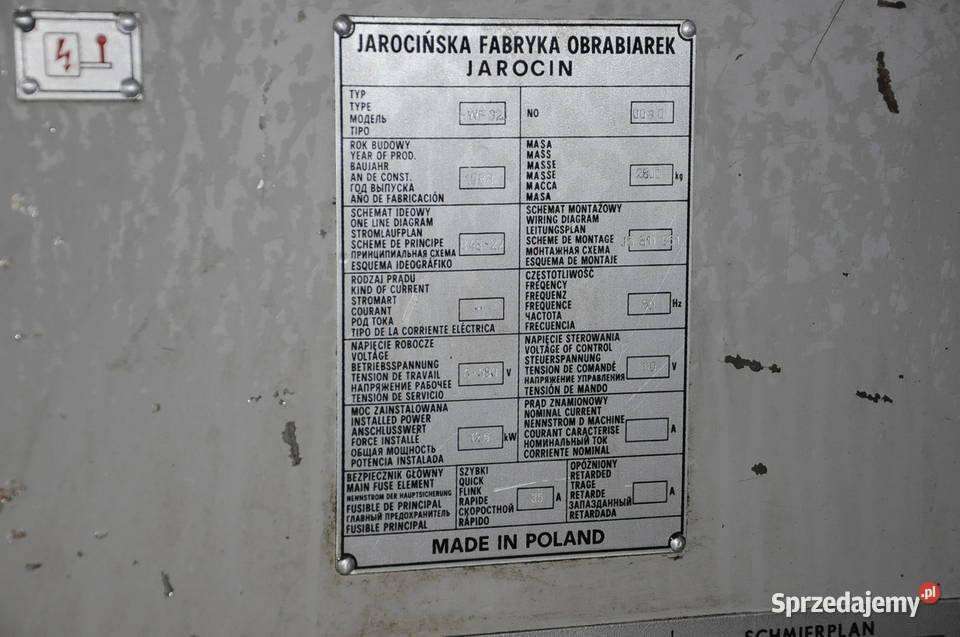 JAROCIŃSKA FABRYKA OBRABIAREK
JAROCIN
TYP
TYPE
МОДЕЛЬ
TIPO
NO
ROK BUDOWY
YEAR OF PROD.
BAUJAHR
AN DE CONST.
ГОД ВЫПУСКА
AÑO DE FABRICACIÓN
MASA
MASS
MASSE
MASSE
МАССА
MASA
kg
SCHEMAT IDEOWY
ONE LINE DIAGRAM
STROMLAUFPLAN
SCHEME DE PRINCIPE
ПРИНЦИПИАЛЬНАЯ СХЕМА
ESQUEMA IDEOGRÁFIKO
SCHEMAT MONTAŻOWY
WIRING DIAGRAM
LEITUNGSPLAN
SCHEME DE MONTAGE
МОНТАЖНАЯ СХЕМА
ESQUEMA DE MONTAJE
RODZAJ PRĄDU
KIND OF CURRENT
STROMART
COURANT
РОД ТОКА
TIPO DE LA CORRIENTE ELÉCTRICA
CZĘSTOTLIWOŚĆ
FREQENCY
FREQUENZ
FREQUENCE
ЧАСТОТА
FRECUENCIA
Hz
NAPIĘCIE ROBOCZE
VOLTAGE
BETRIEBSSPANNUNG
TENSION DE TRAVAIL
НАПРЯЖЕНИЕ РАБОЧЕЕ
TENSIÓN DE SERVICIO
V
NAPIĘCIE STEROWANIA
VOLTAGE OF CONTROL
STEUERSPANNUNG
TENSION DE COMANDÉ
НАПРЯЖЕНИЕ УПРАВЛЕНИЯ
TENSIÓN DE MANDO
V
MOC ZAINSTALOWANA
INSTALLED POWER
ANSCHLUSSWERT
FORCE INSTALLE
ОБЩАЯ МОЩНОСТЬ
POTENCIA INSTALADA
kW
PRĄD ZNAMIONOWY
NOMINAL CURRENT
NENNSTROM D MACHINE
COURANT CARACTERISE
НОМИНАЛЬНЫЙ ТОК
CORRIENTE NOMINAL
A
BEZPIECZNIK GŁÓWNY
MAIN FUSE ELEMENT
NENNSTROM DER HAUPTSICHERUNG
FUSIBLE DE PRINCIPAL
ГЛАВНЫЙ ПРЕДОХРАНИТЕЛЬ
FUSIBLE PRINCIPAL
SZYBKI
QUICK
FLINK
RAPIDE
СКОРОСТНОЙ
RÁPIDO
35 A
OPÓŹNIONY
RETARDED
TRAGE
RETARDE
ЗАПАЗДАННЫЙ
RETARDADA
A
MADE IN POLAND
Sprzedajemy.pl
SCHMIERPLAN